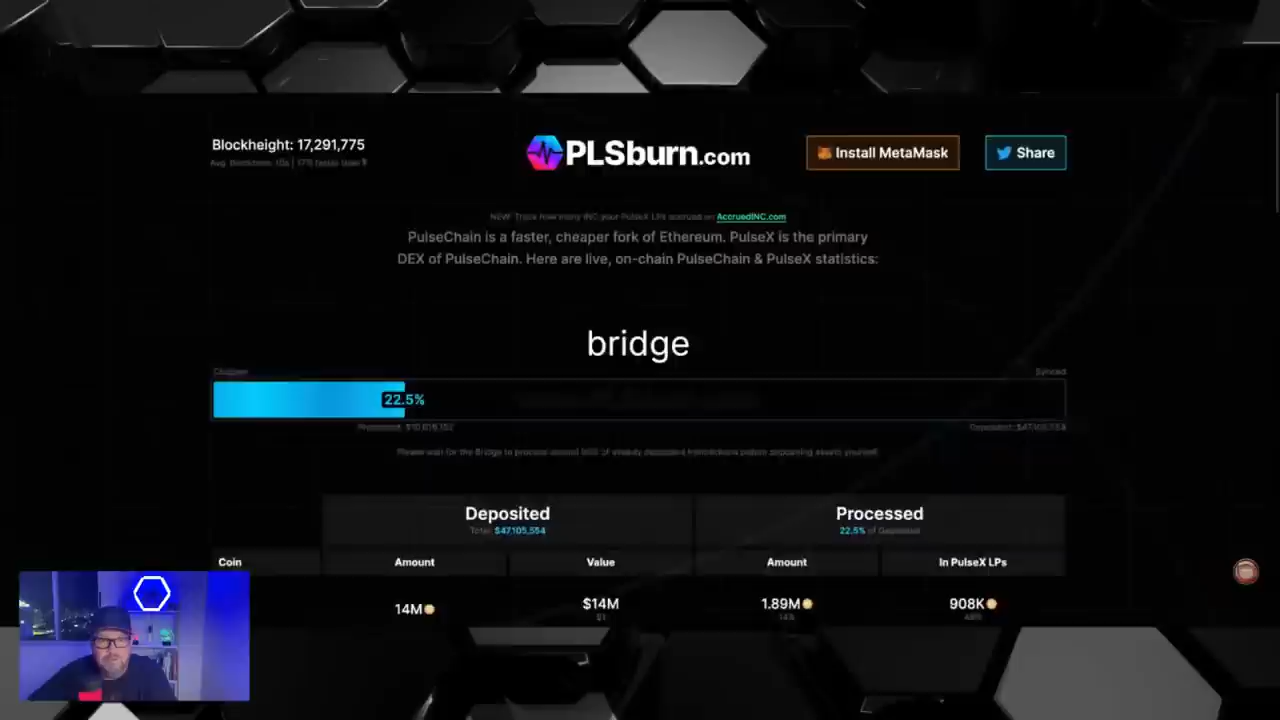 Blockheight: 17,291,775
PLSburn.com
Install MetaMask
Share
NEW: Track how many INC your PulseX LPs accrued on AccruedINC.com
PulseChain is a faster, cheaper fork of Ethereum. PulseX is the primary
DEX of PulseChain. Here are live, on-chain PulseChain & PulseX statistics:
bridge
Synced
22.5%
Deposited
Processed
Total: $47,105,554
22.5% of Deposited
Coin
Amount
Value
Amount
In PulseX LPs
14M
$14M
1.89M
908K
$1